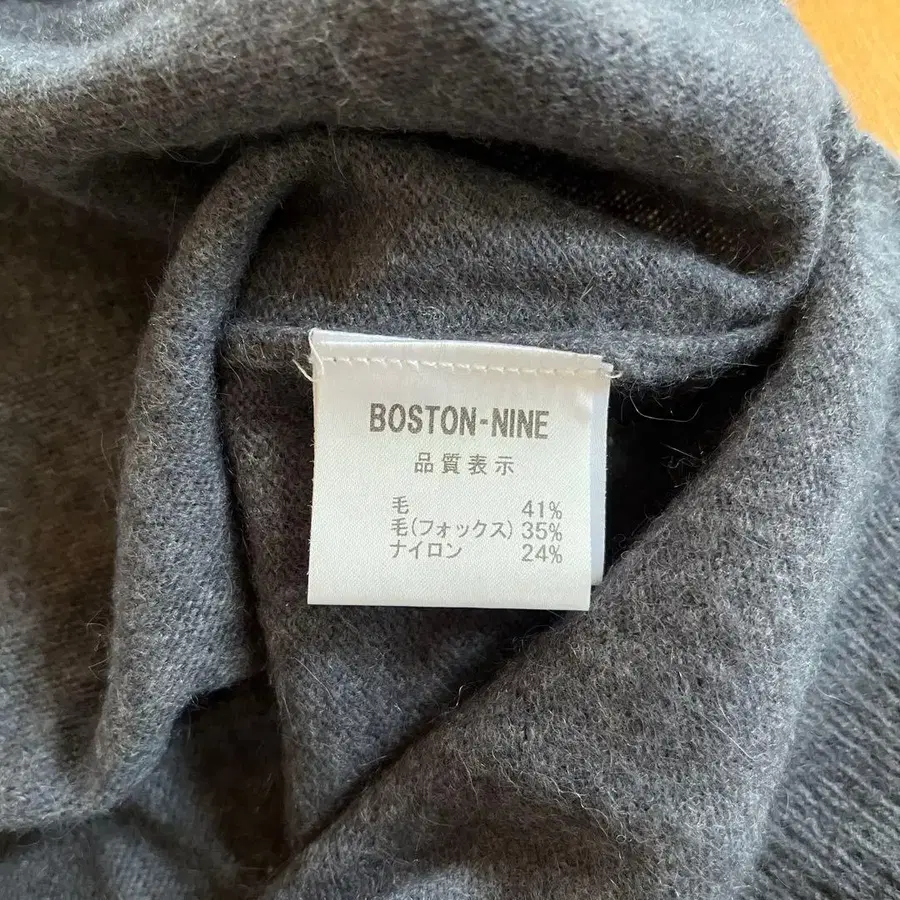 BOSTON-NINE
品質表示
毛 41%
毛(フォックス) 35%
ナイロン 24%